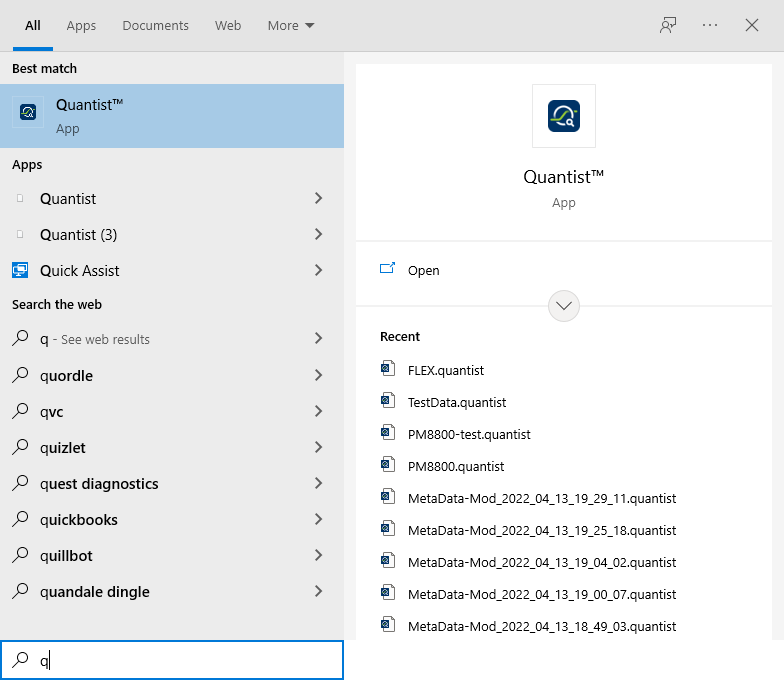 All Apps Documents Web More
Best match
Quantist™
App
Apps
Quantist
Quantist (3)
Quick Assist
Search the web
q - See web results
quordle
qvc
quizlet
quest diagnostics
quickbooks
quillbot
quandale dingle
q
Quantist™
App
Open
Recent
FLEX.quantist
TestData.quantist
PM8800-test.quantist
PM8800.quantist
MetaData-Mod_2022_04_13_19_29_11.quantist
MetaData-Mod_2022_04_13_19_25_18.quantist
MetaData-Mod_2022_04_13_19_04_02.quantist
MetaData-Mod_2022_04_13_19_00_07.quantist
MetaData-Mod_2022_04_13_18_49_03.quantist